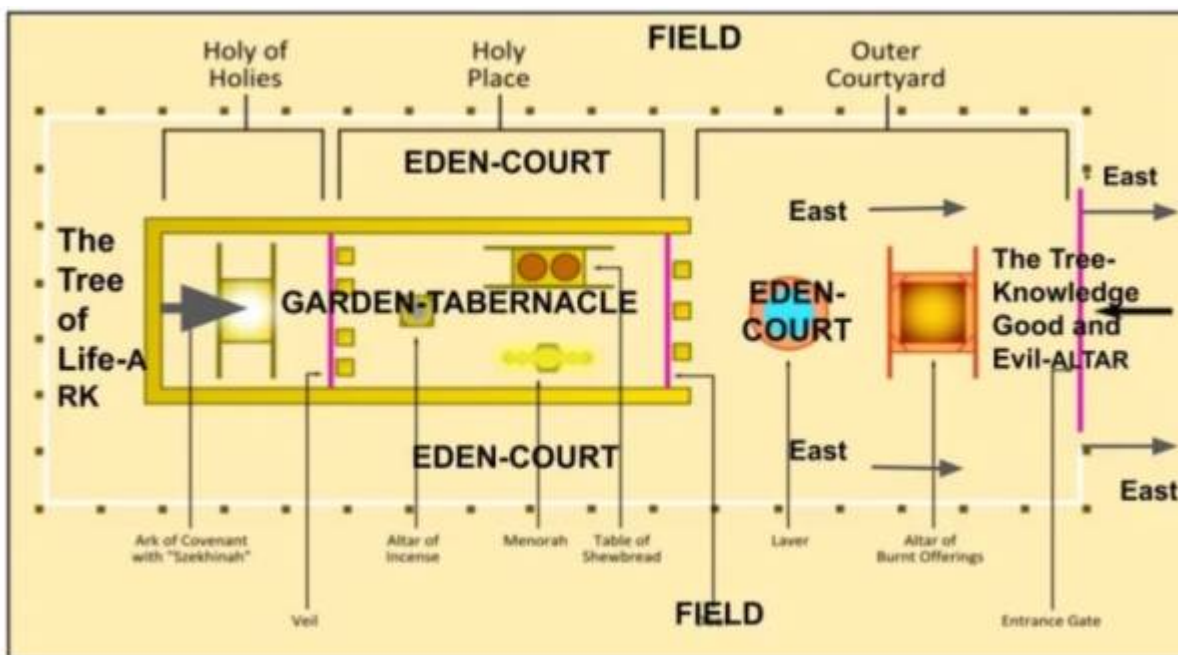 FIELD
Holy of
Holies
Holy
Place
Outer
Courtyard
EDEN-COURT
East
East
The
Tree
of
Life-A
RK
GARDEN-TABERNACLE
EDEN-
COURT
The Tree-
Knowledge
Good and
Evil-ALTAR
EDEN-COURT
East
East
Ark of Covenant
with "Szekhinah"
Altar of
Incense
Menorah
Table of
Shewbread
Laver
Altar of
Burnt Offerings
Veil
FIELD
Entrance Gate